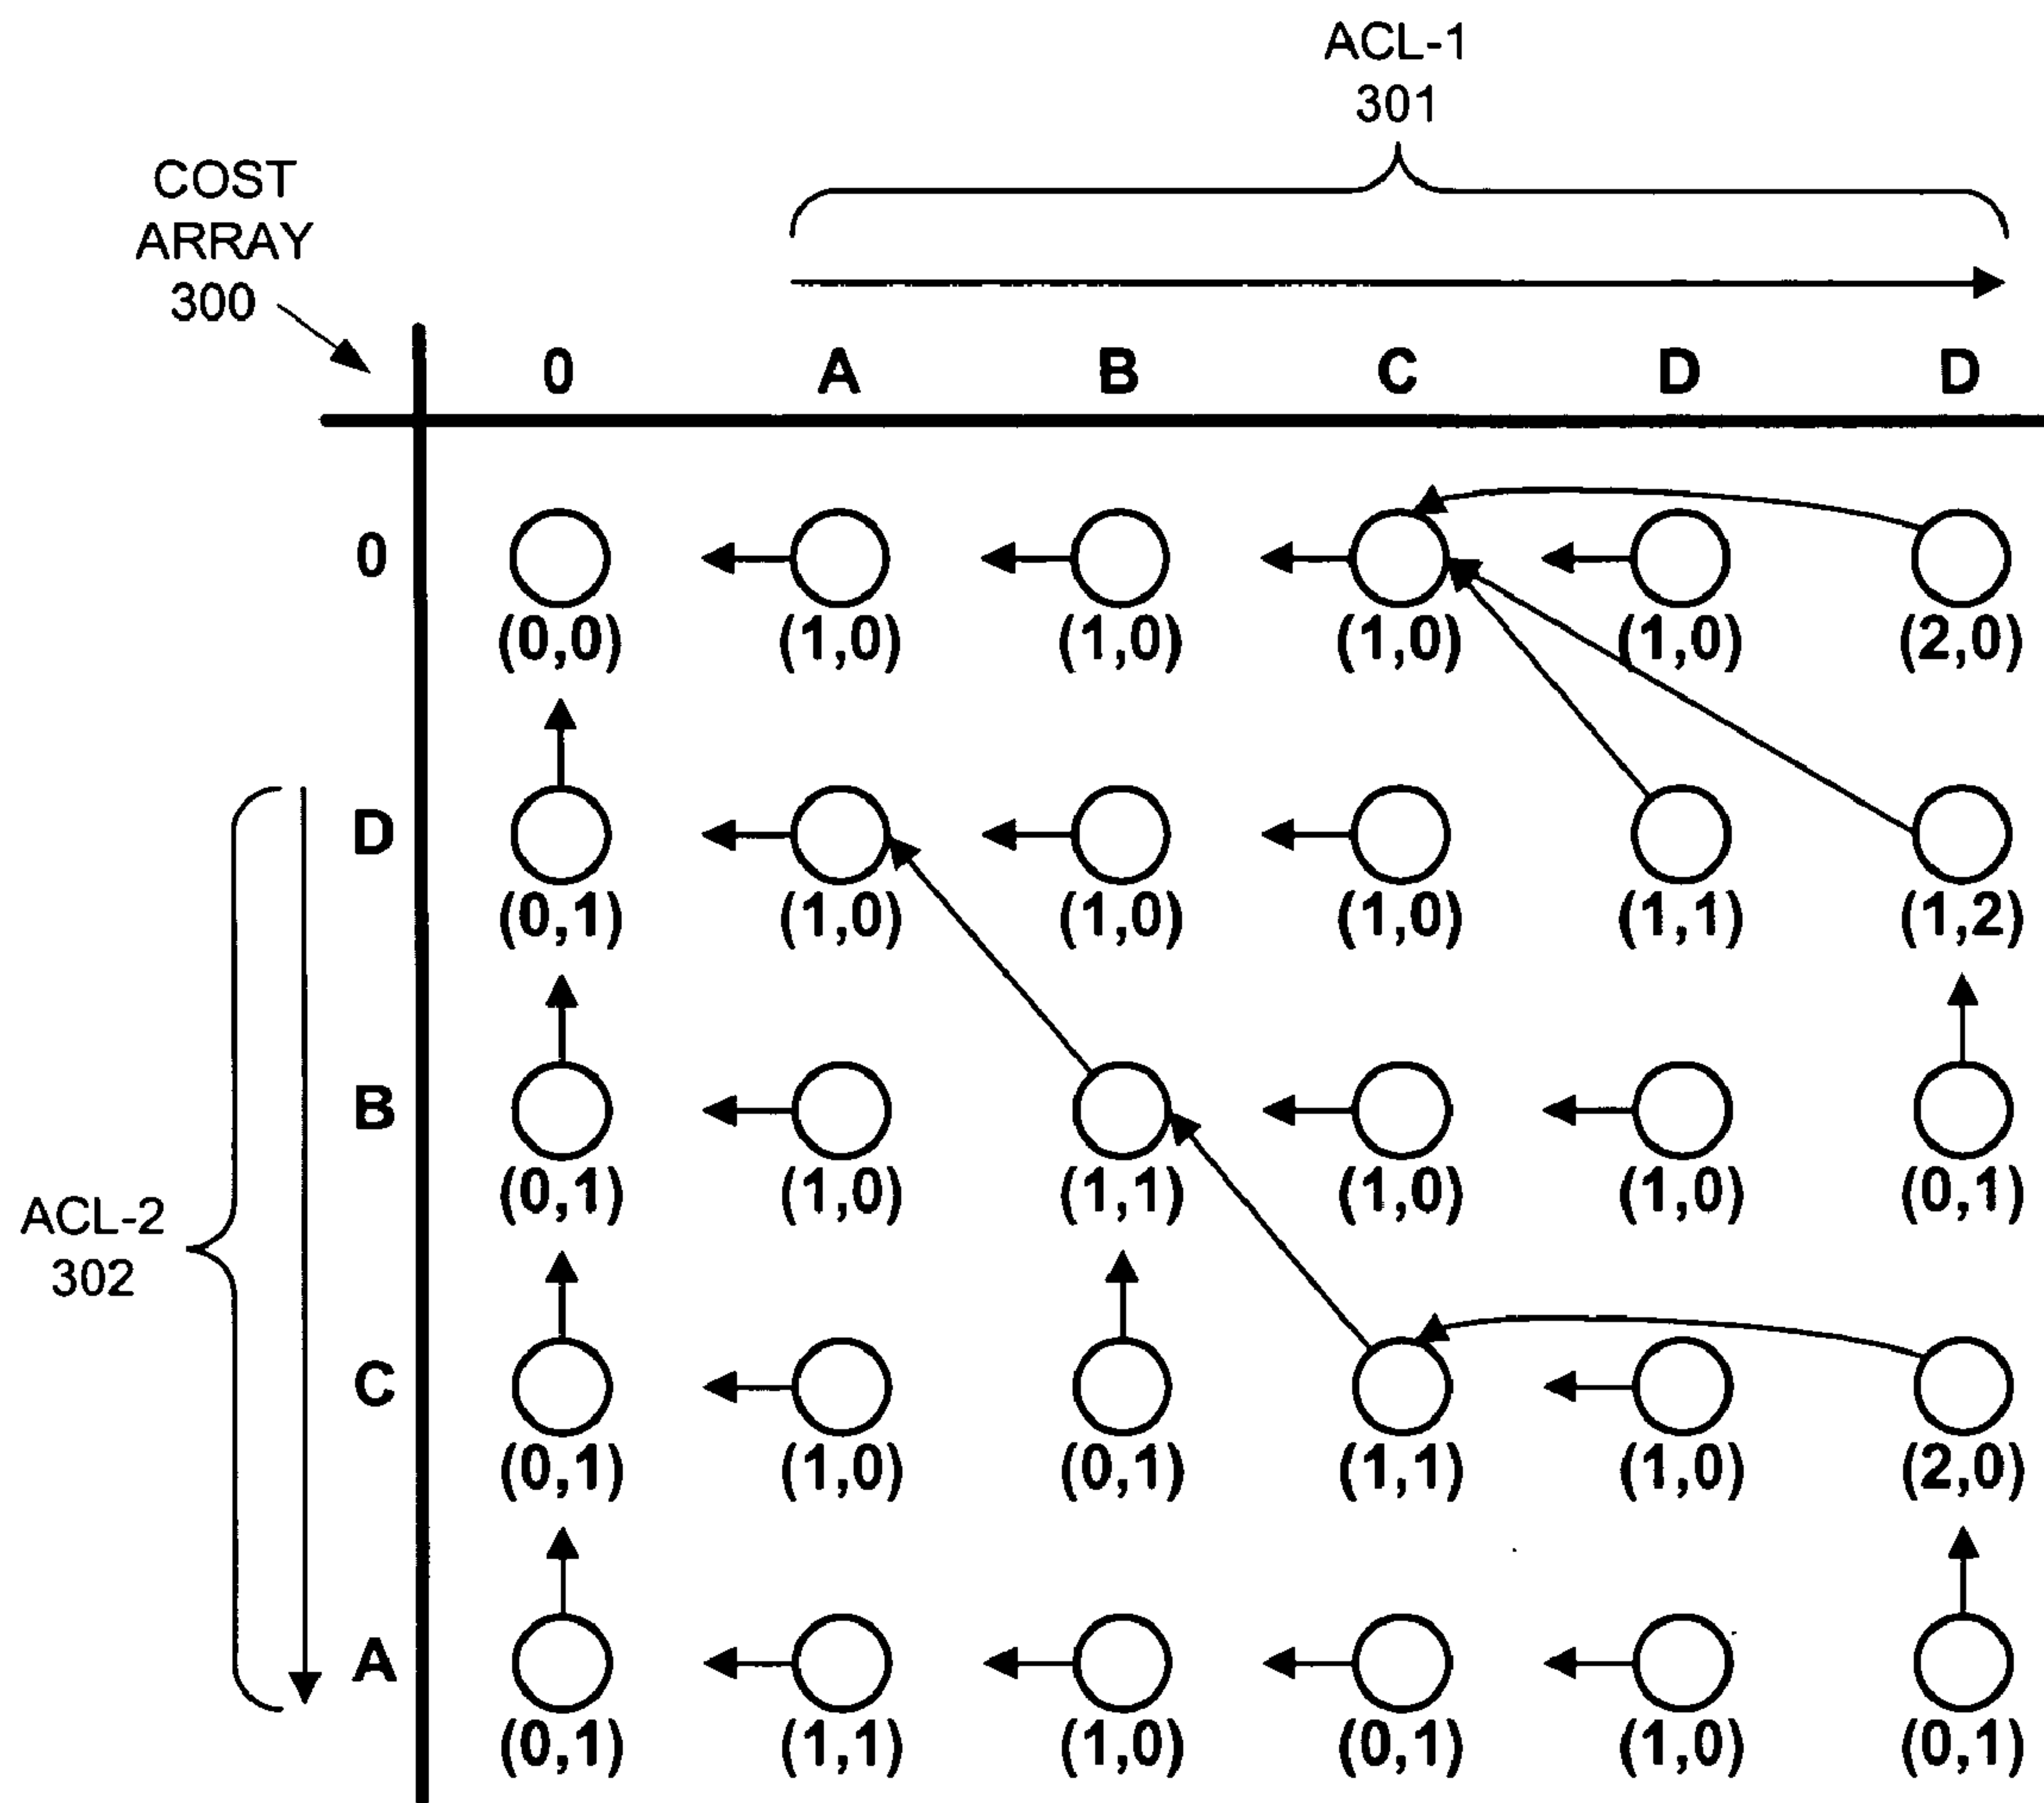 ACL-1
301
COST
ARRAY
300
0 A B C D D
0
(0,0) (1,0) (1,0) (1,0) (1,0) (2,0)
D
(0,1) (1,0) (1,0) (1,0) (1,1) (1,2)
B
(0,1) (1,0) (1,1) (1,0) (1,0) (0,1)
ACL-2
302
C
(0,1) (1,0) (0,1) (1,1) (1,0) (2,0)
A
(0,1) (1,1) (1,0) (0,1) (1,0) (0,1)